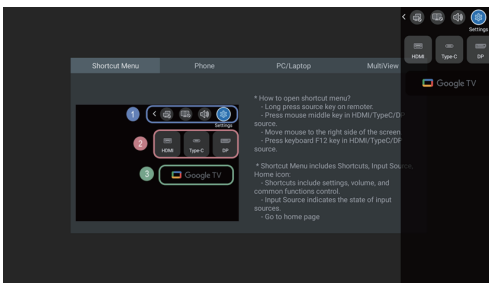 Settings
HDMI
Type-C
DP
Google TV
Shortcut Menu
Phone
PC/Laptop
MultiView
1
Settings
2
HDMI
Type-C
DP
3
Google TV
* How to open shortcut menu?
- Long press source key on remoter.
- Press mouse middle key in HDMI/TypeC/DP
source.
- Move mouse to the right side of the screen
- Press keyboard F12 key in HDMI/TypeC/DP
source.
* Shortcut Menu includes Shortcuts, Input Source,
Home icon:
- Shortcuts include settings, volume, and
common functions control.
- Input Source indicates the state of input
sources.
- Go to home page